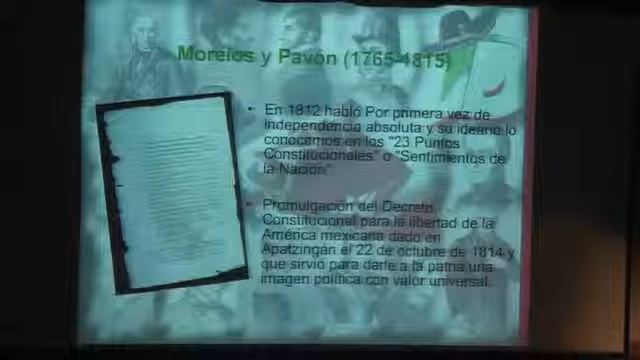 Morelos y Pavón (1765-1815)
• En 1812 habló Por primera vez de
independencia absoluta y su ideario lo
conocemos en los "23 Puntos
Constitucionales" o "Sentimientos de
la Nación".
• Promulgación del Decreto
Constitucional para la libertad de la
América mexicana dado en
Apatzingán el 22 de octubre de 1814 y
que sirvió para darle a la patria una
imagen política con valor universal.